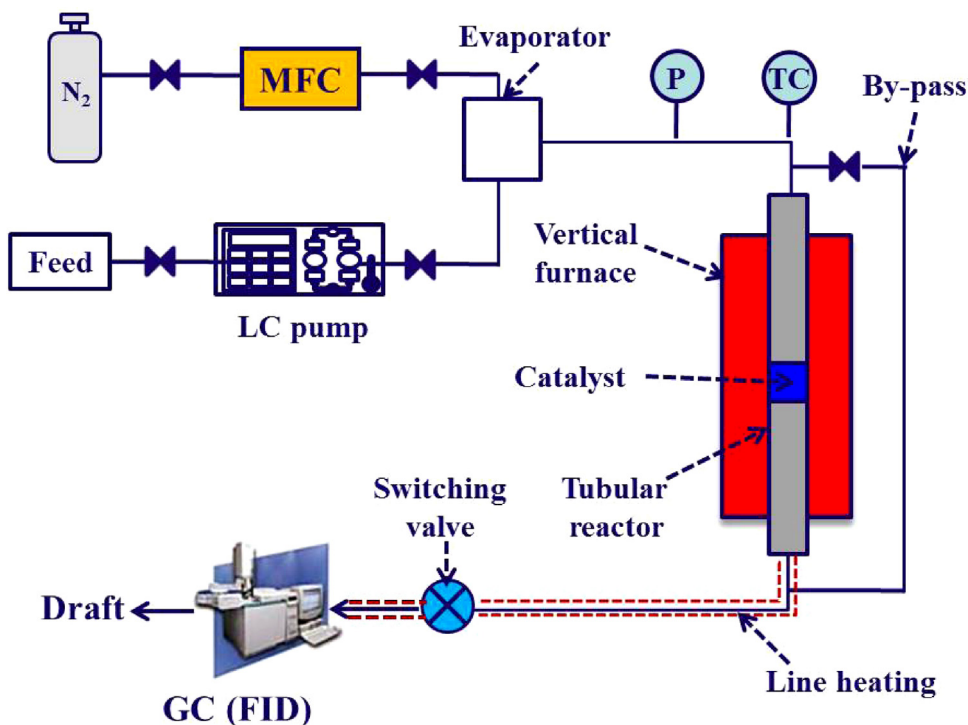 Evaporator
N2
MFC
P
TC
By-pass
Feed
LC pump
Vertical
furnace
Catalyst
Tubular
reactor
Switching
valve
Draft
Line heating
GC (FID)